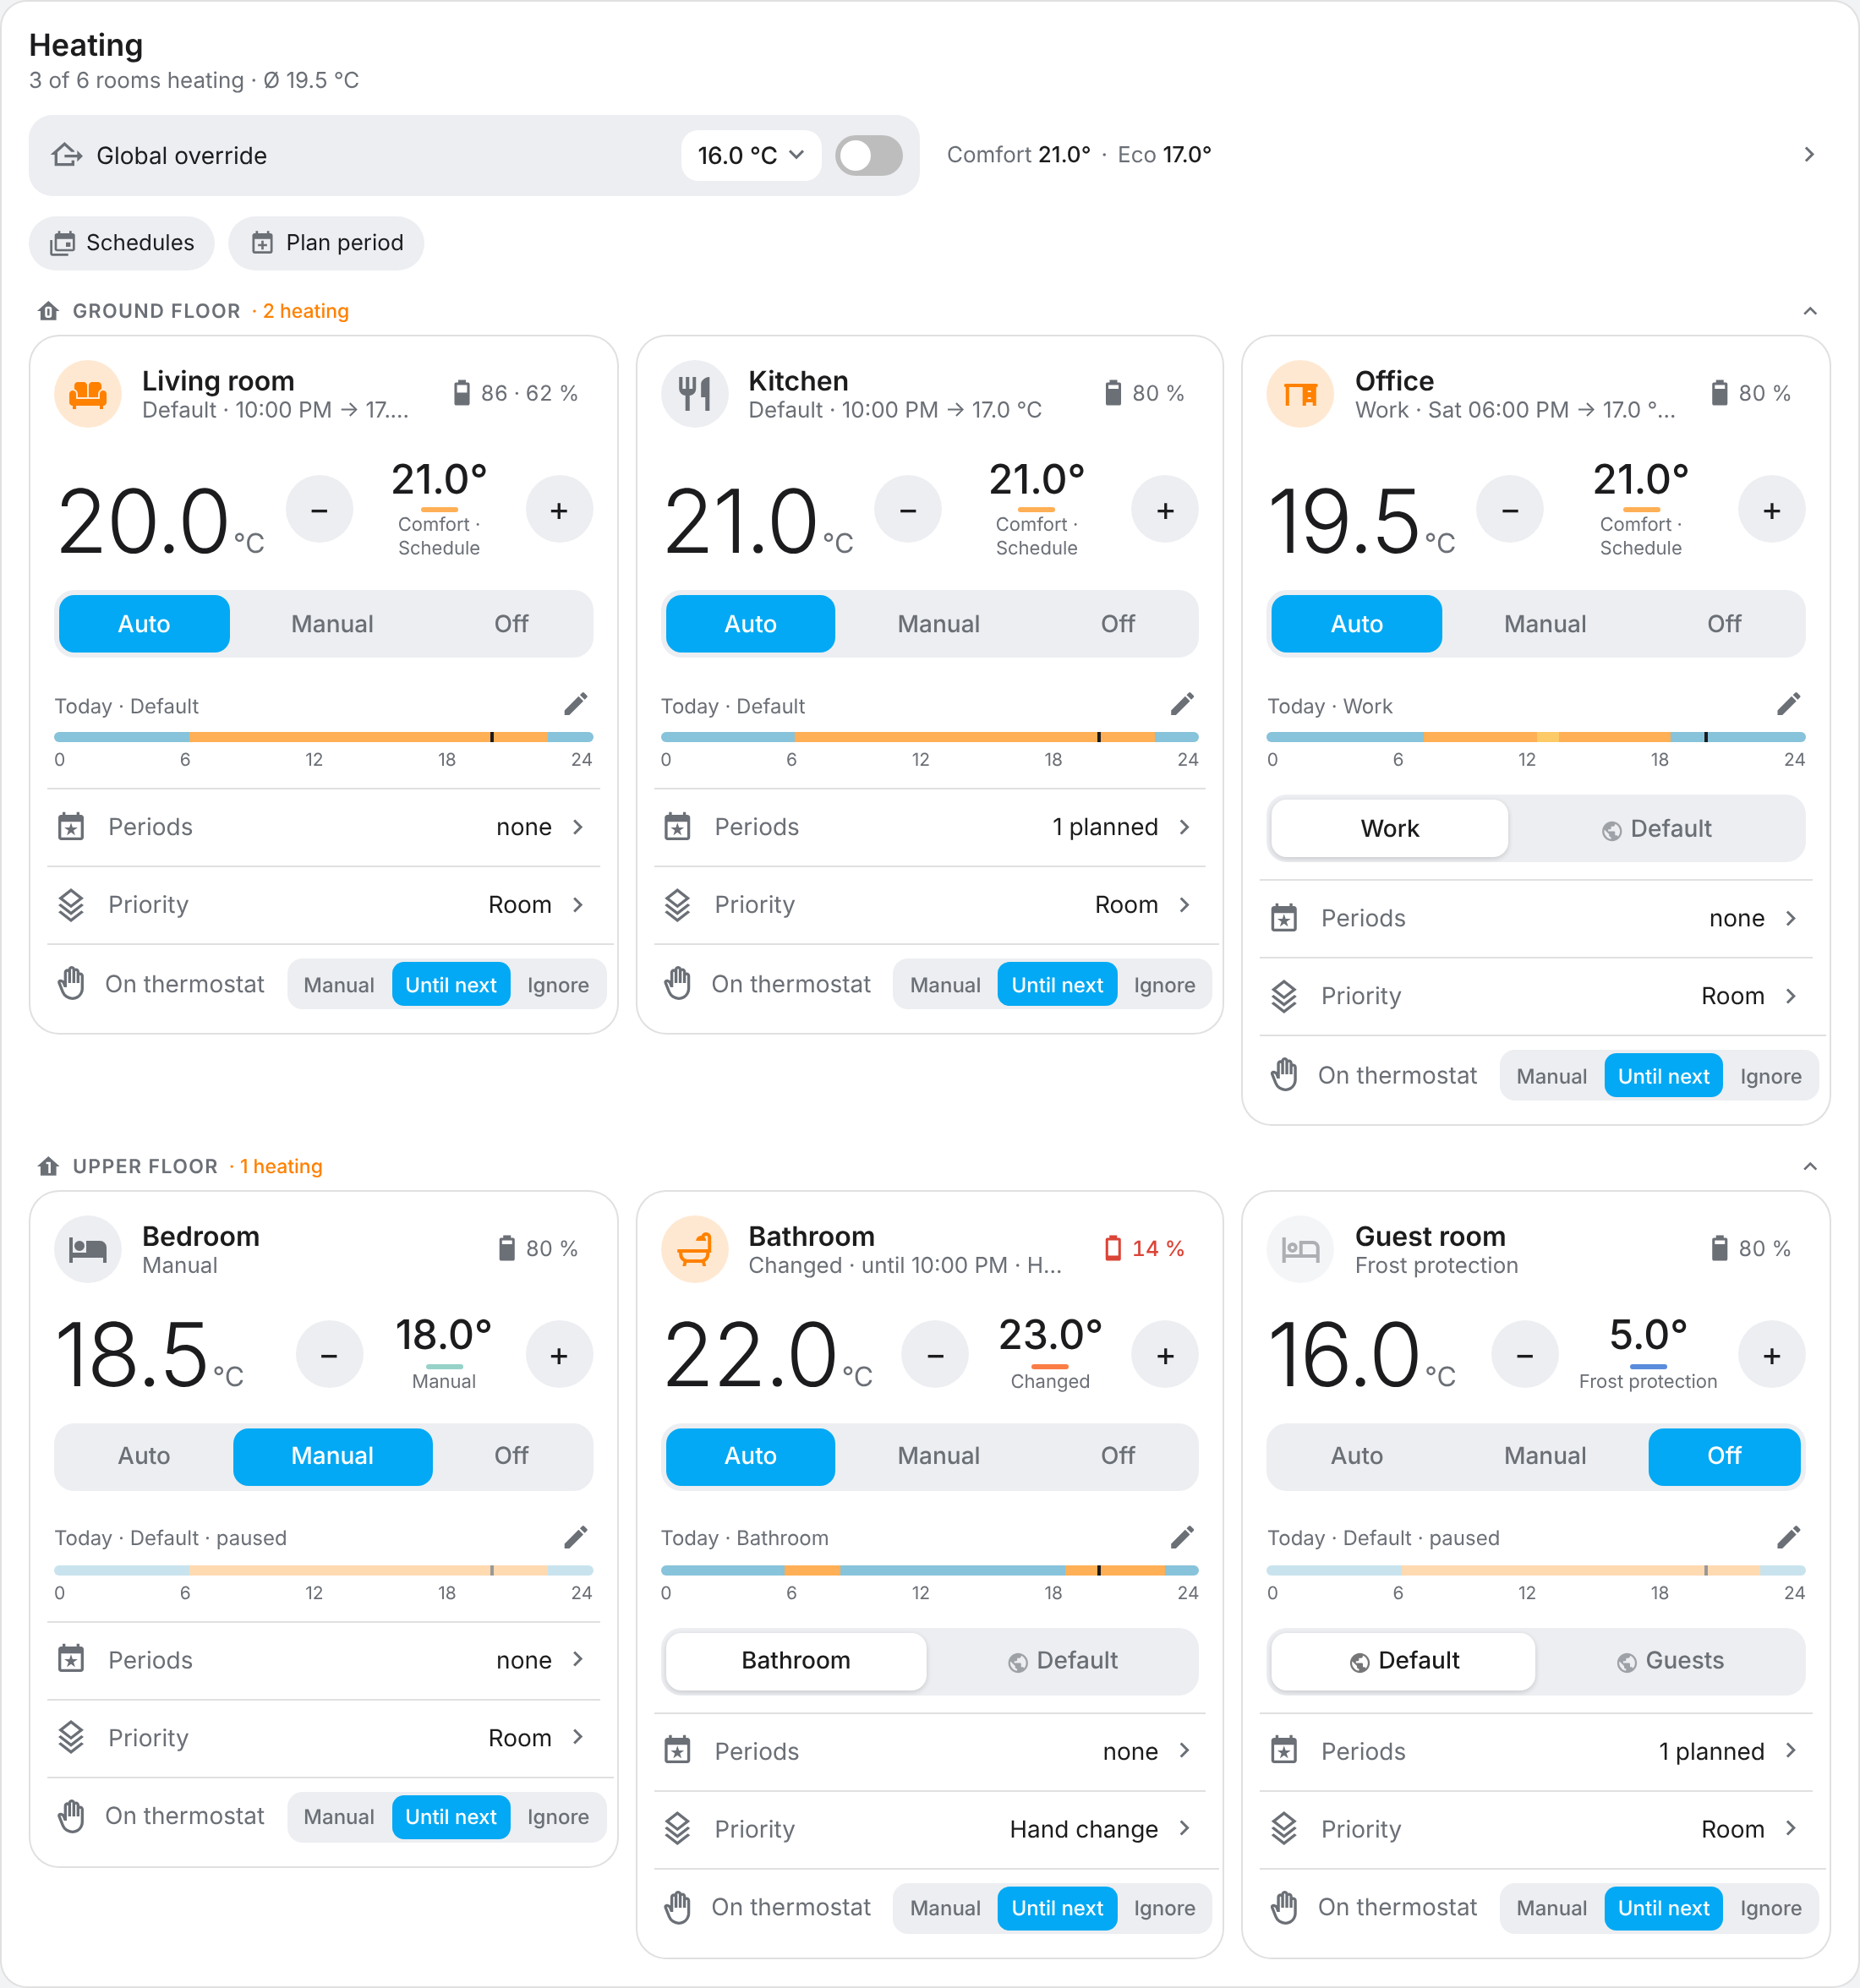 Heating
3 of 6 rooms heating · Ø 19.5 °C
Global override
16.0 °C
Comfort 21.0° · Eco 17.0°
Schedules
Plan period
GROUND FLOOR · 2 heating
Living room
Default · 10:00 PM → 17....
86 · 62 %
20.0 °C
−
21.0°
Comfort ·
Schedule
+
Auto
Manual
Off
Today · Default
0 6 12 18 24
Periods
none
Priority
Room
On thermostat
Manual
Until next
Ignore
Kitchen
Default · 10:00 PM → 17.0 °C
80 %
21.0 °C
−
21.0°
Comfort ·
Schedule
+
Auto
Manual
Off
Today · Default
0 6 12 18 24
Periods
1 planned
Priority
Room
On thermostat
Manual
Until next
Ignore
Office
Work · Sat 06:00 PM → 17.0 °...
80 %
19.5 °C
−
21.0°
Comfort ·
Schedule
+
Auto
Manual
Off
Today · Work
0 6 12 18 24
Work
Default
Periods
none
Priority
Room
On thermostat
Manual
Until next
Ignore
UPPER FLOOR · 1 heating
Bedroom
Manual
80 %
18.5 °C
−
18.0°
Manual
+
Auto
Manual
Off
Today · Default · paused
0 6 12 18 24
Periods
none
Priority
Room
On thermostat
Manual
Until next
Ignore
Bathroom
Changed · until 10:00 PM · H...
14 %
22.0 °C
−
23.0°
Changed
+
Auto
Manual
Off
Today · Bathroom
0 6 12 18 24
Bathroom
Default
Periods
none
Priority
Hand change
On thermostat
Manual
Until next
Ignore
Guest room
Frost protection
80 %
16.0 °C
−
5.0°
Frost protection
+
Auto
Manual
Off
Today · Default · paused
0 6 12 18 24
Default
Guests
Periods
1 planned
Priority
Room
On thermostat
Manual
Until next
Ignore